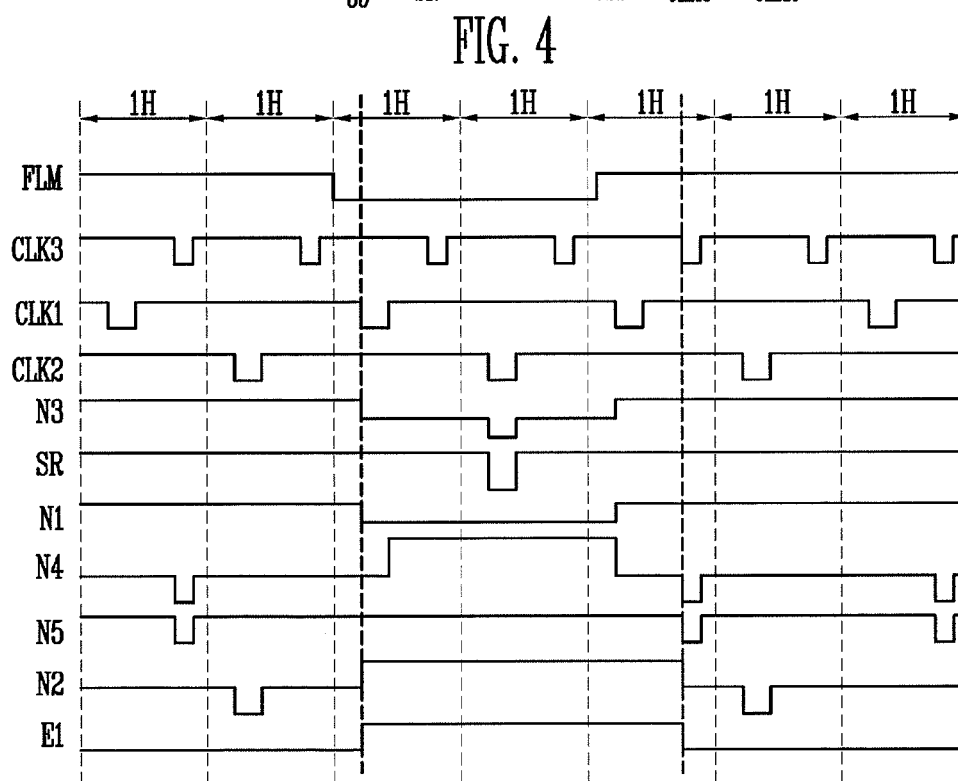 FIG. 4
1H 1H 1H 1H 1H 1H 1H
FLM
CLK3
CLK1
CLK2
N3
SR
N1
N4
N5
N2
E1